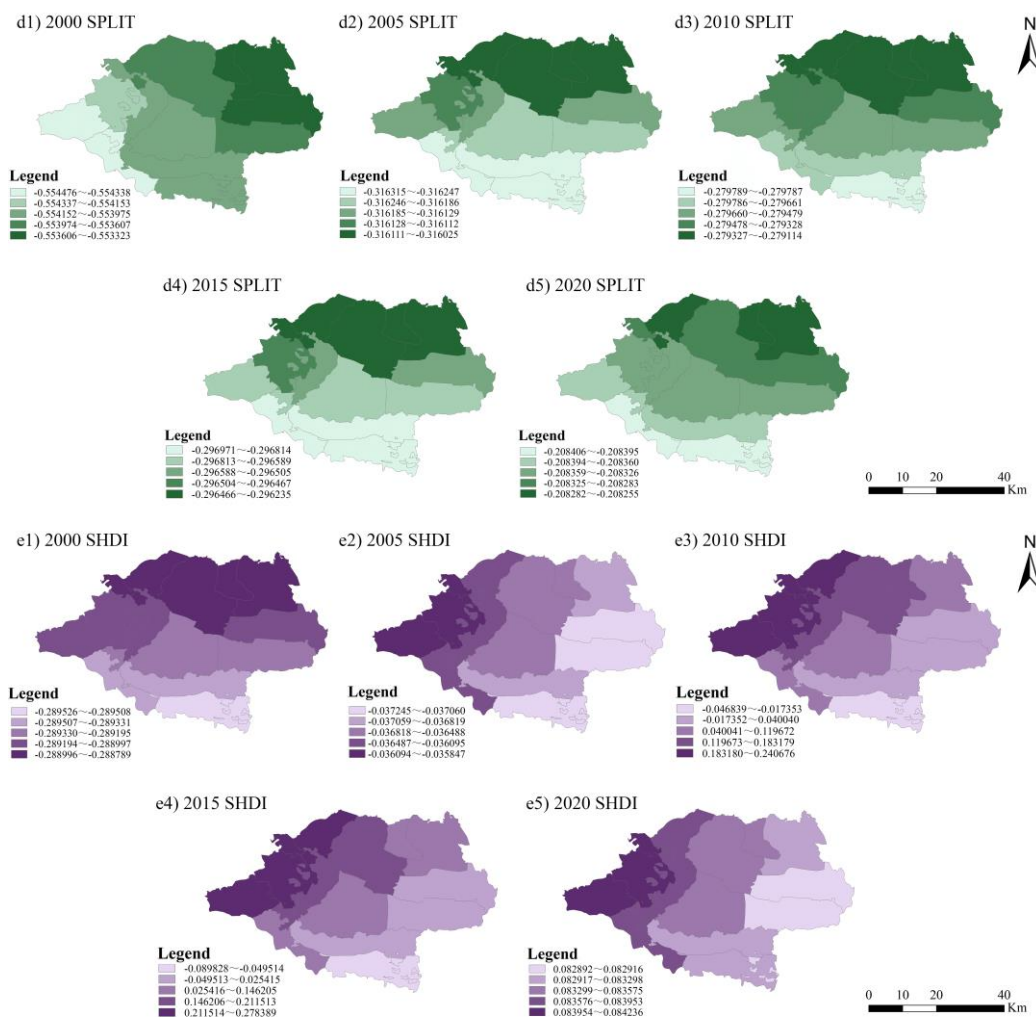 d1) 2000 SPLIT
d2) 2005 SPLIT
d3) 2010 SPLIT
N
Legend
-0.554476～-0.554338
-0.554337～-0.554153
-0.554152～-0.553975
-0.553974～-0.553607
-0.553606～-0.553323
Legend
-0.316315～-0.316247
-0.316246～-0.316186
-0.316185～-0.316129
-0.316128～-0.316112
-0.316111～-0.316025
Legend
-0.279789～-0.279787
-0.279786～-0.279661
-0.279660～-0.279479
-0.279478～-0.279328
-0.279327～-0.279114
d4) 2015 SPLIT
d5) 2020 SPLIT
Legend
-0.296971～-0.296814
-0.296813～-0.296589
-0.296588～-0.296505
-0.296504～-0.296467
-0.296466～-0.296235
Legend
-0.208406～-0.208395
-0.208394～-0.208360
-0.208359～-0.208326
-0.208325～-0.208283
-0.208282～-0.208255
0 10 20 40
Km
e1) 2000 SHDI
e2) 2005 SHDI
e3) 2010 SHDI
N
Legend
-0.289526～-0.289508
-0.289507～-0.289331
-0.289330～-0.289195
-0.289194～-0.288997
-0.288996～-0.288789
Legend
-0.037245～-0.037060
-0.037059～-0.036819
-0.036818～-0.036488
-0.036487～-0.036095
-0.036094～-0.035847
Legend
-0.046839～-0.017353
-0.017352～0.040040
0.040041～0.119672
0.119673～0.183179
0.183180～0.240676
e4) 2015 SHDI
e5) 2020 SHDI
Legend
-0.089828～-0.049514
-0.049513～0.025415
0.025416～0.146205
0.146206～0.211513
0.211514～0.278389
Legend
0.082892～0.082916
0.082917～0.083298
0.083299～0.083575
0.083576～0.083953
0.083954～0.084236
0 10 20 40
Km